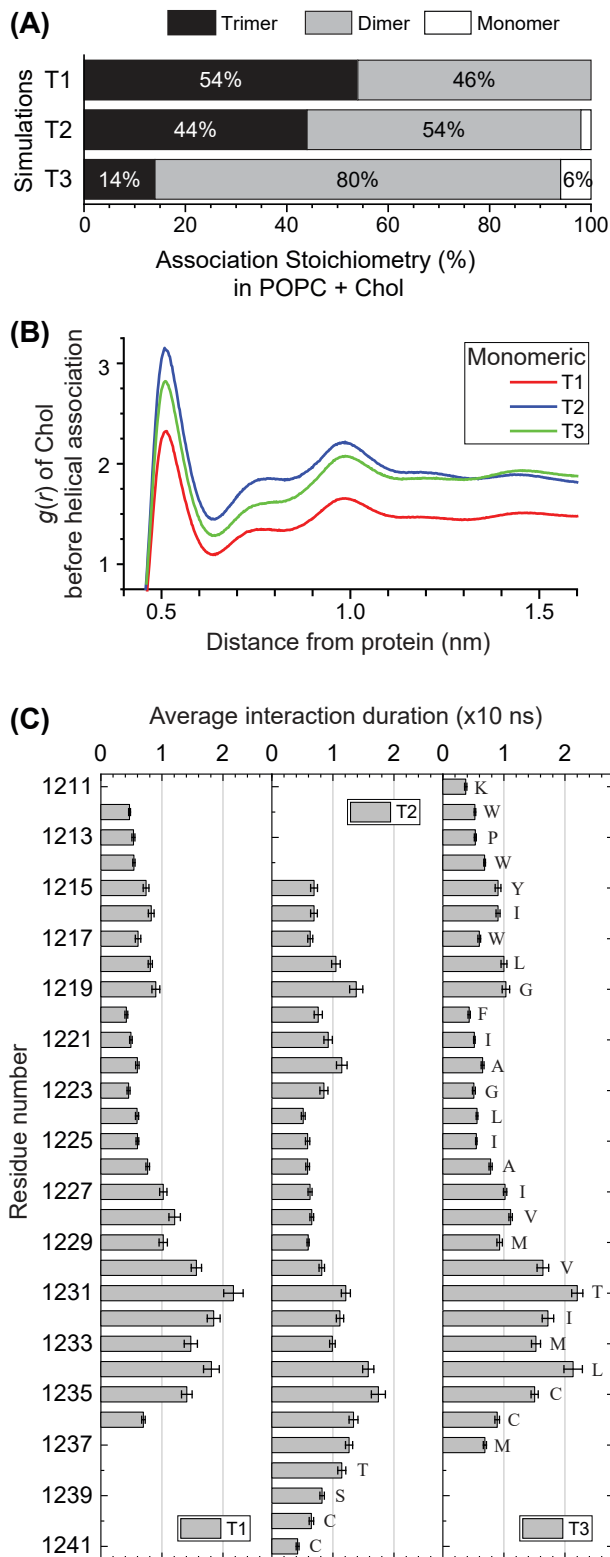 (A)
Trimer Dimer Monomer
Simulations
T1 54% 46%
T2 44% 54%
T3 14% 80% 6%
0 20 40 60 80 100
Association Stoichiometry (%)
in POPC + Chol
(B)
g(r) of Chol
before helical association
3
2
1
Monomeric
T1
T2
T3
0.5 1.0 1.5
Distance from protein (nm)
(C)
Average interaction duration (x10 ns)
0 1 2 0 1 2 0 1 2
Residue number
1211 K
T2 W
1213 P
W
1215 Y
I
1217 W
L
1219 G
F
1221 I
A
1223 G
L
1225 I
A
1227 I
V
1229 M
V
1231 T
I
1233 M
L
1235 C
C
1237 M
T
1239 S
C
1241 C
T1 T3